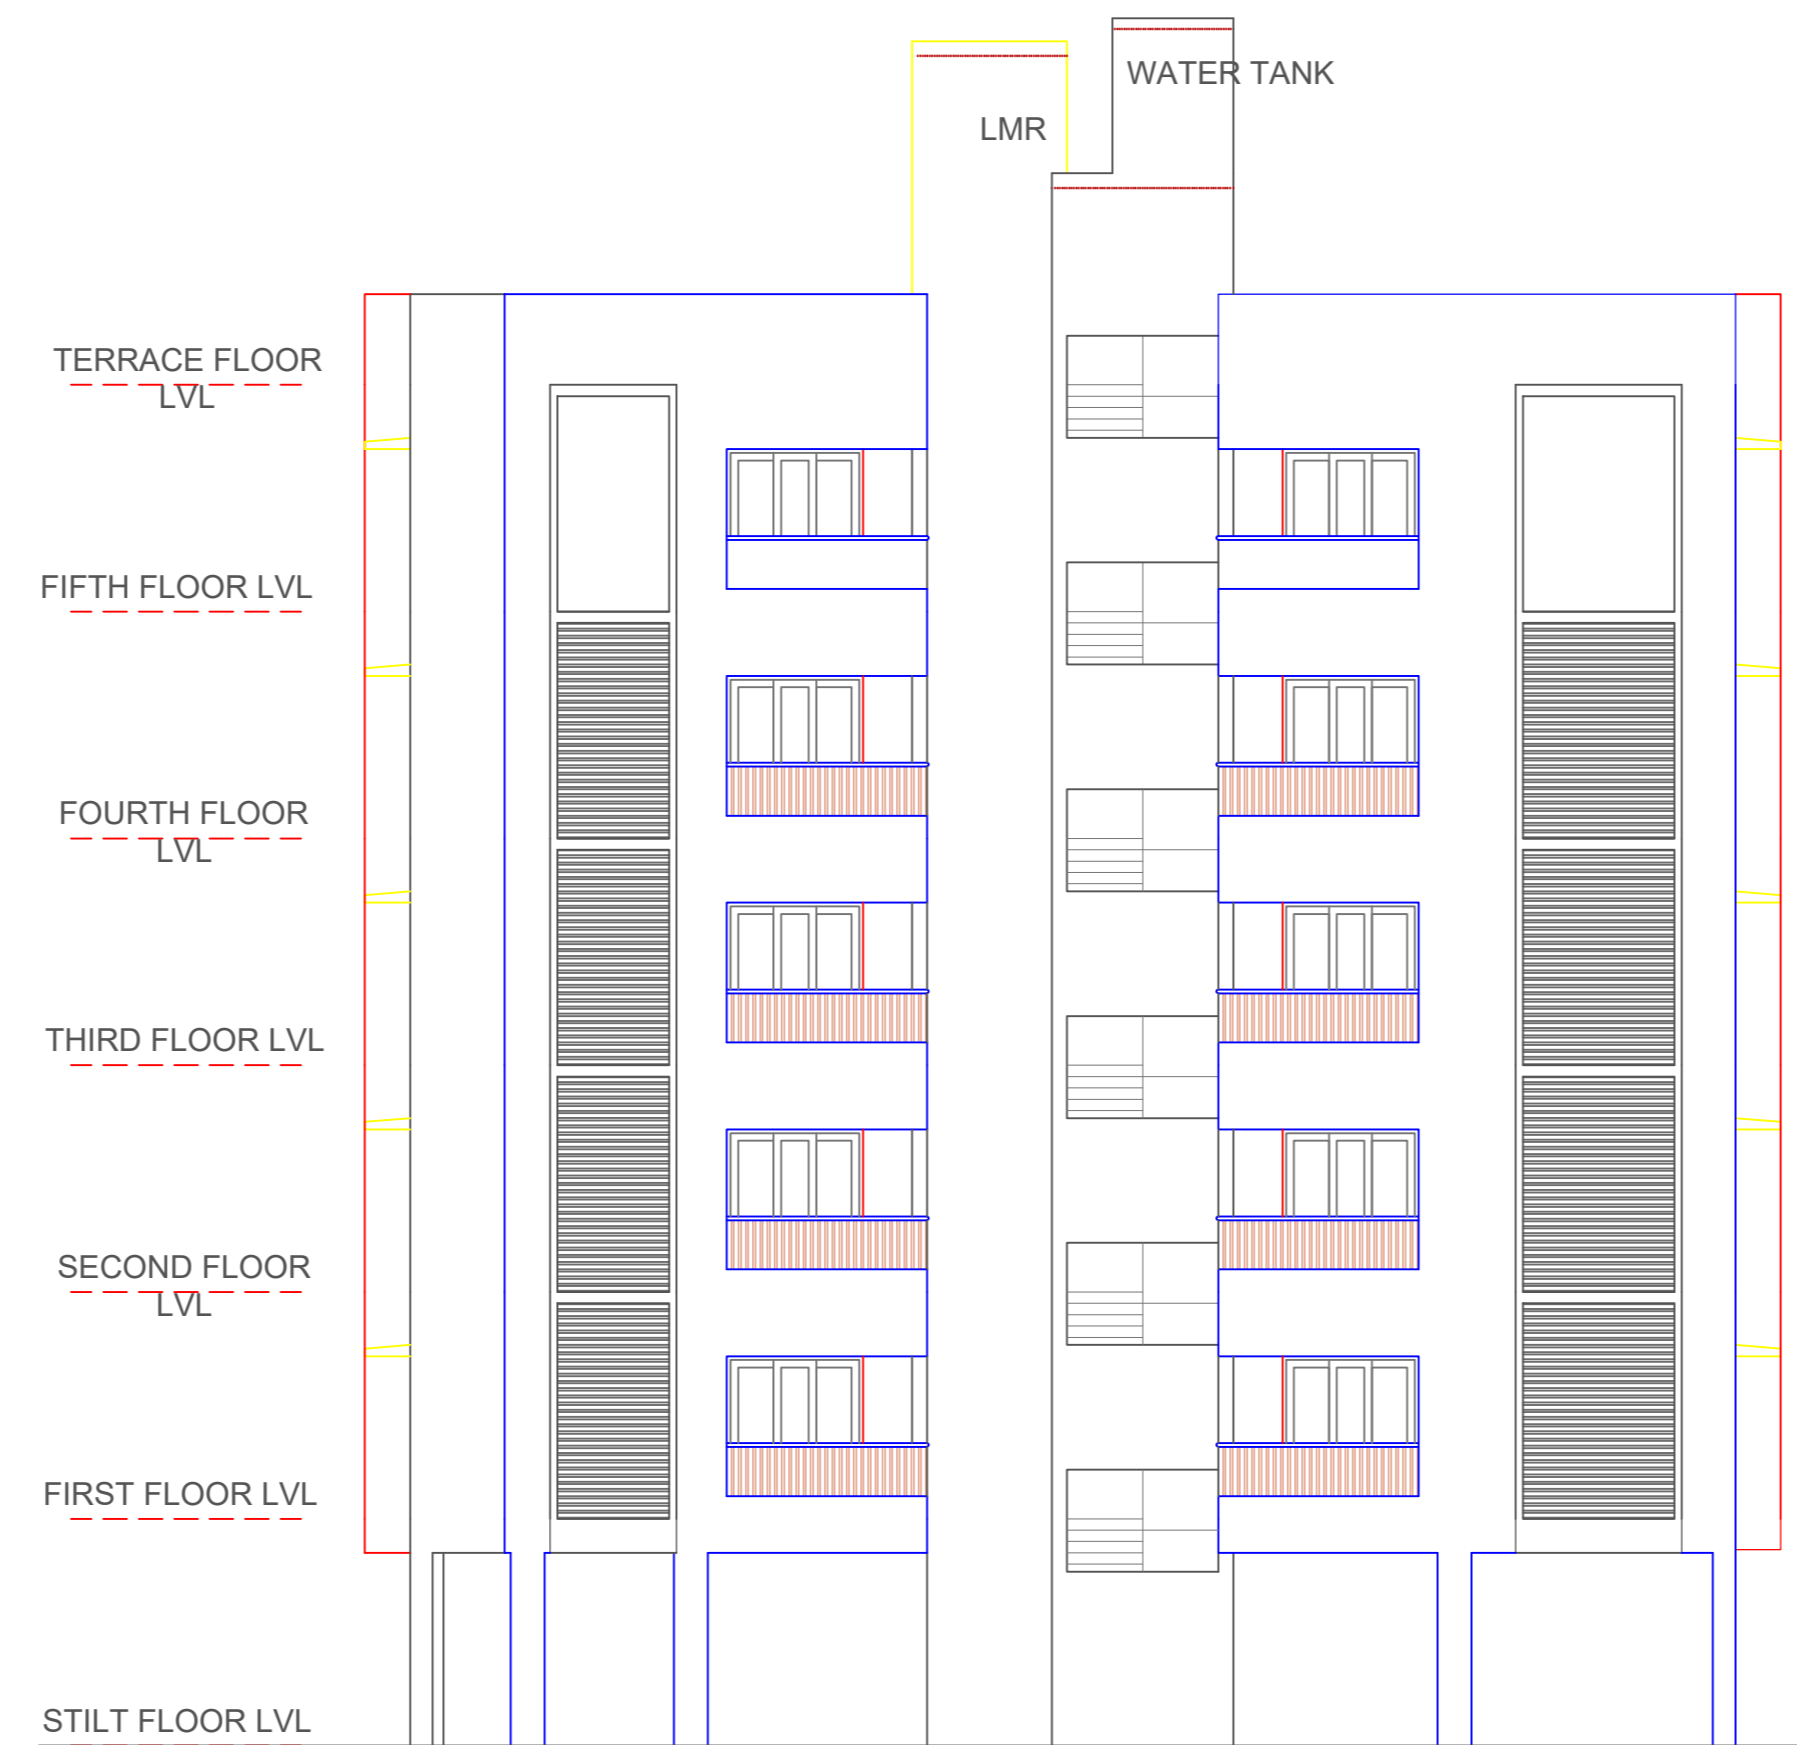 WATER TANK
LMR
TERRACE FLOOR
LVL
FIFTH FLOOR LVL
FOURTH FLOOR
LVL
THIRD FLOOR LVL
SECOND FLOOR
LVL
FIRST FLOOR LVL
STILT FLOOR LVL